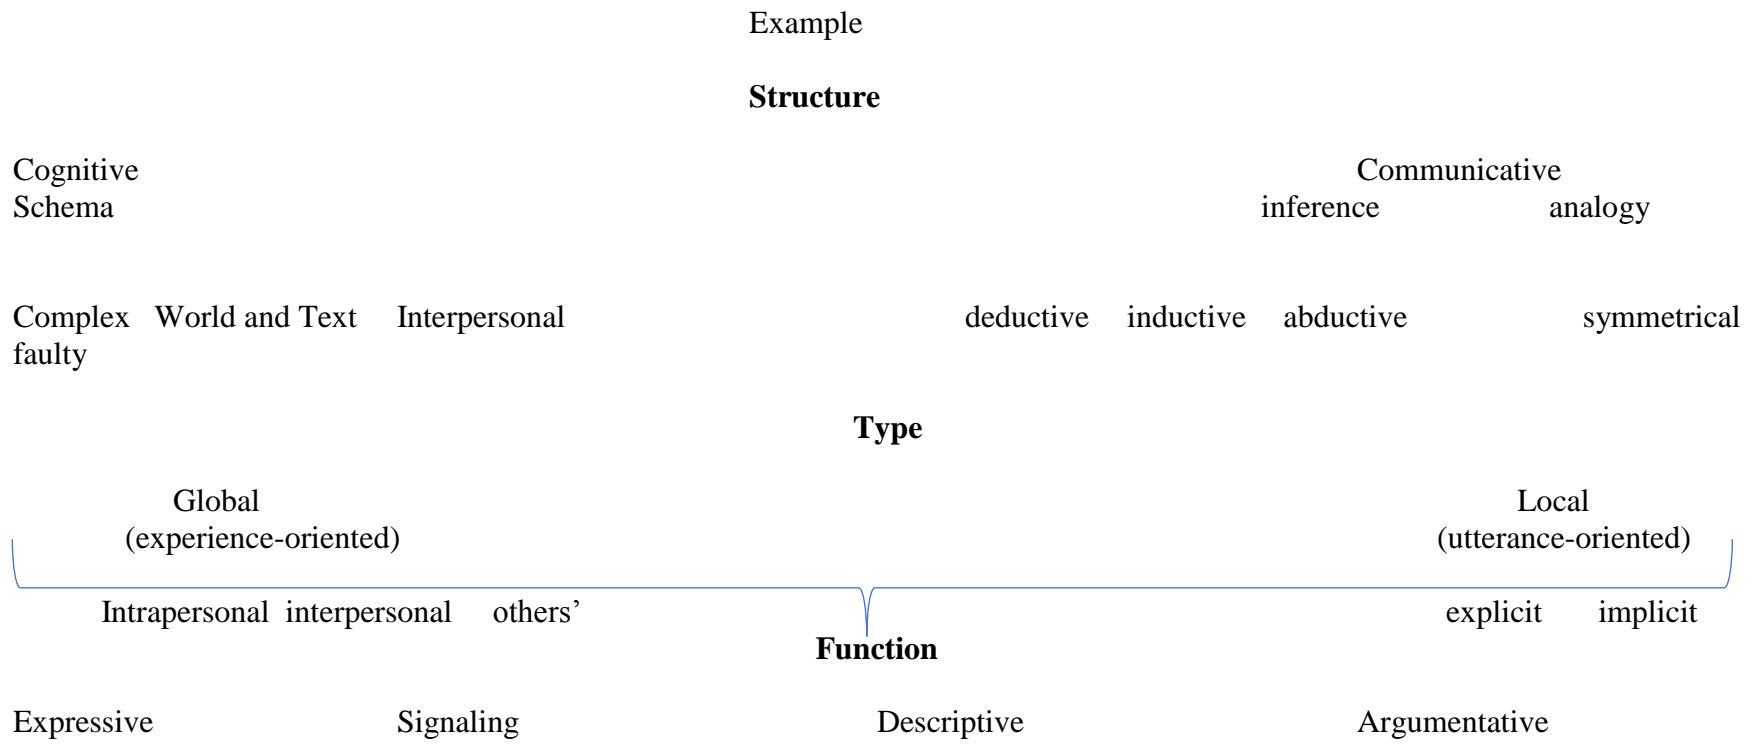 Example
Structure
Cognitive Communicative
Schema inference analogy
Complex World and Text Interpersonal deductive inductive abductive symmetrical
faulty
Type
Global Local
(experience-oriented) (utterance-oriented)
Intrapersonal interpersonal others’ explicit implicit
Function
Expressive Signaling Descriptive Argumentative